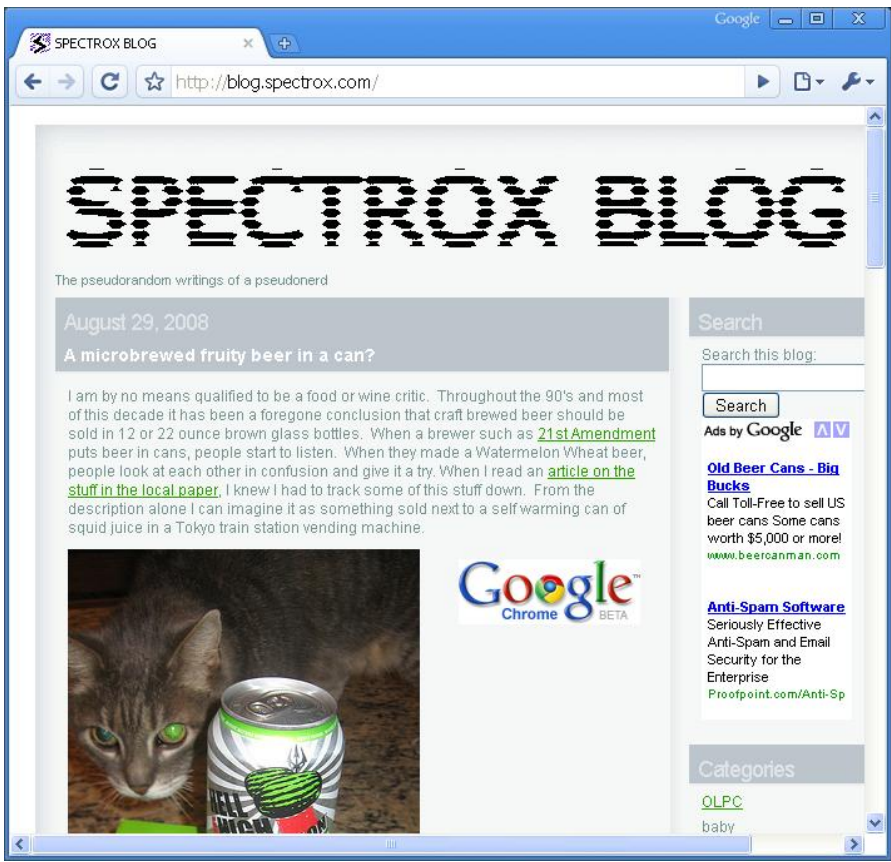 Google
SPECTROX BLOG
http://blog.spectrox.com/
SPECTROX BLOG
The pseudorandom writings of a pseudonerd
August 29, 2008
A microbrewed fruity beer in a can?
I am by no means qualified to be a food or wine critic.  Throughout the 90's and most
of this decade it has been a foregone conclusion that craft brewed beer should be
sold in 12 or 22 ounce brown glass bottles.  When a brewer such as 21st Amendment
puts beer in cans, people start to listen.  When they made a Watermelon Wheat beer,
people look at each other in confusion and give it a try. When I read an article on the
stuff in the local paper, I knew I had to track some of this stuff down.  From the
description alone I can imagine it as something sold next to a self warming can of
squid juice in a Tokyo train station vending machine.
Google™
Chrome BETA
HELL
HIGH
Search
Search this blog:
Search
Ads by Google
Old Beer Cans - Big
Bucks
Call Toll-Free to sell US
beer cans Some cans
worth $5,000 or more!
www.beercanman.com
Anti-Spam Software
Seriously Effective
Anti-Spam and Email
Security for the
Enterprise
Proofpoint.com/Anti-Sp
Categories
OLPC
baby